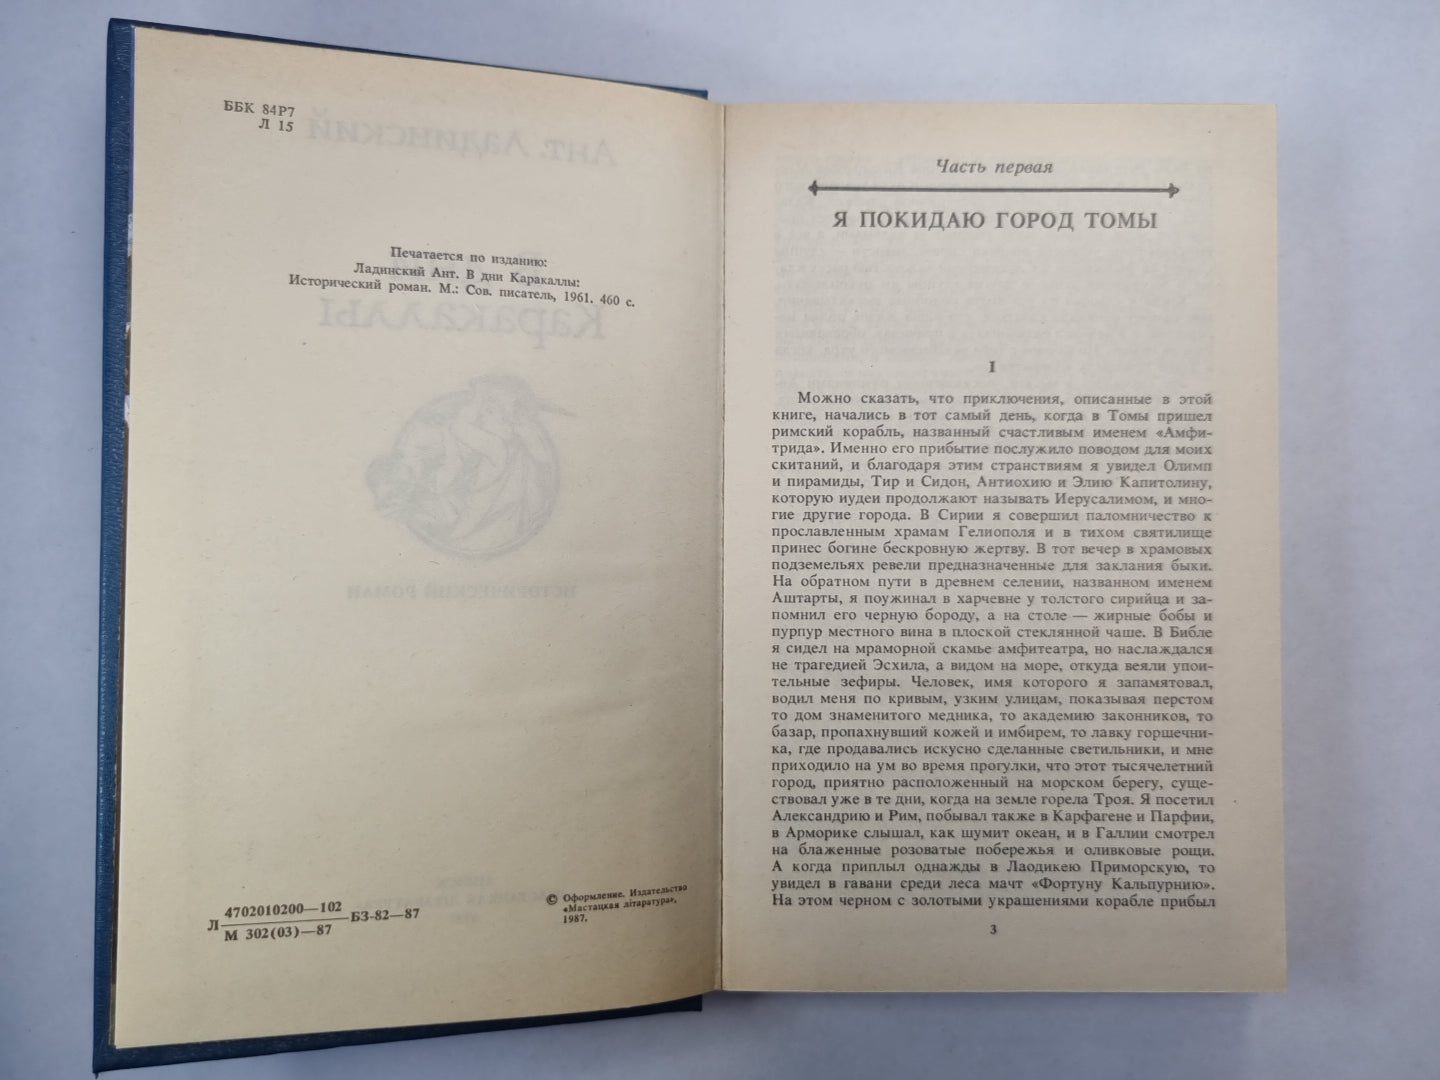 ББК 84Р7
Л 15
Печатается по изданию:
Ладинский Ант. В дни Каракаллы:
Исторический роман. М.: Сов. писатель, 1961. 460 с.
Л 4702010200—102 БЗ-82—87
М 302(03)—87
© Оформление. Издательство
«Мастацкая лiтаратура»,
1987.
Часть первая
Я ПОКИДАЮ ГОРОД ТОМЫ
1
Можно сказать, что приключения, описанные в этой
книге, начались в тот самый день, когда в Томы пришел
римский корабль, названный счастливым именем «Амфи-
трида». Именно его прибытие послужило поводом для моих
скитаний, и благодаря этим странствиям я увидел Олимп
и пирамиды, Тир и Сидон, Антиохию и Элию Капитолину,
которую иудеи продолжают называть Иерусалимом, и мно-
гие другие города. В Сирии я совершил паломничество к
прославленным храмам Гелиополя и в тихом святилище
принес богине бескровную жертву. В тот вечер в храмовых
подземельях ревели предназначенные для заклания быки.
На обратном пути в древнем селении, названном именем
Аштарты, я поужинал в харчевне у толстого сирийца и за-
помнил его черную бороду, а на столе — жирные бобы и
пурпур местного вина в плоской стеклянной чаше. В Библе
я сидел на мраморной скамье амфитеатра, но наслаждался
не трагедией Эсхила, а видом на море, откуда веяли упои-
тельные зефиры. Человек, имя которого я запамятовал,
водил меня по кривым, узким улицам, показывая перстом
то дом знаменитого медника, то академию законников, то
базар, пропахнувший кожей и имбирем, то лавку горшечни-
ка, где продавались искусно сделанные светильники, и мне
приходило на ум во время прогулки, что этот тысячелетний
город, приятно расположенный на морском берегу, суще-
ствовал уже в те дни, когда на земле горела Троя. Я посетил
Александрию и Рим, побывал также в Карфагене и Парфии,
в Арморике слышал, как шумит океан, и в Галлии смотрел
на блаженные розоватые побережья и оливковые рощи.
А когда приплыл однажды в Лаодикею Приморскую, то
увидел в гавани среди леса мачт «Фортуну Кальпурнию».
На этом черном с золотыми украшениями корабле прибыл
3